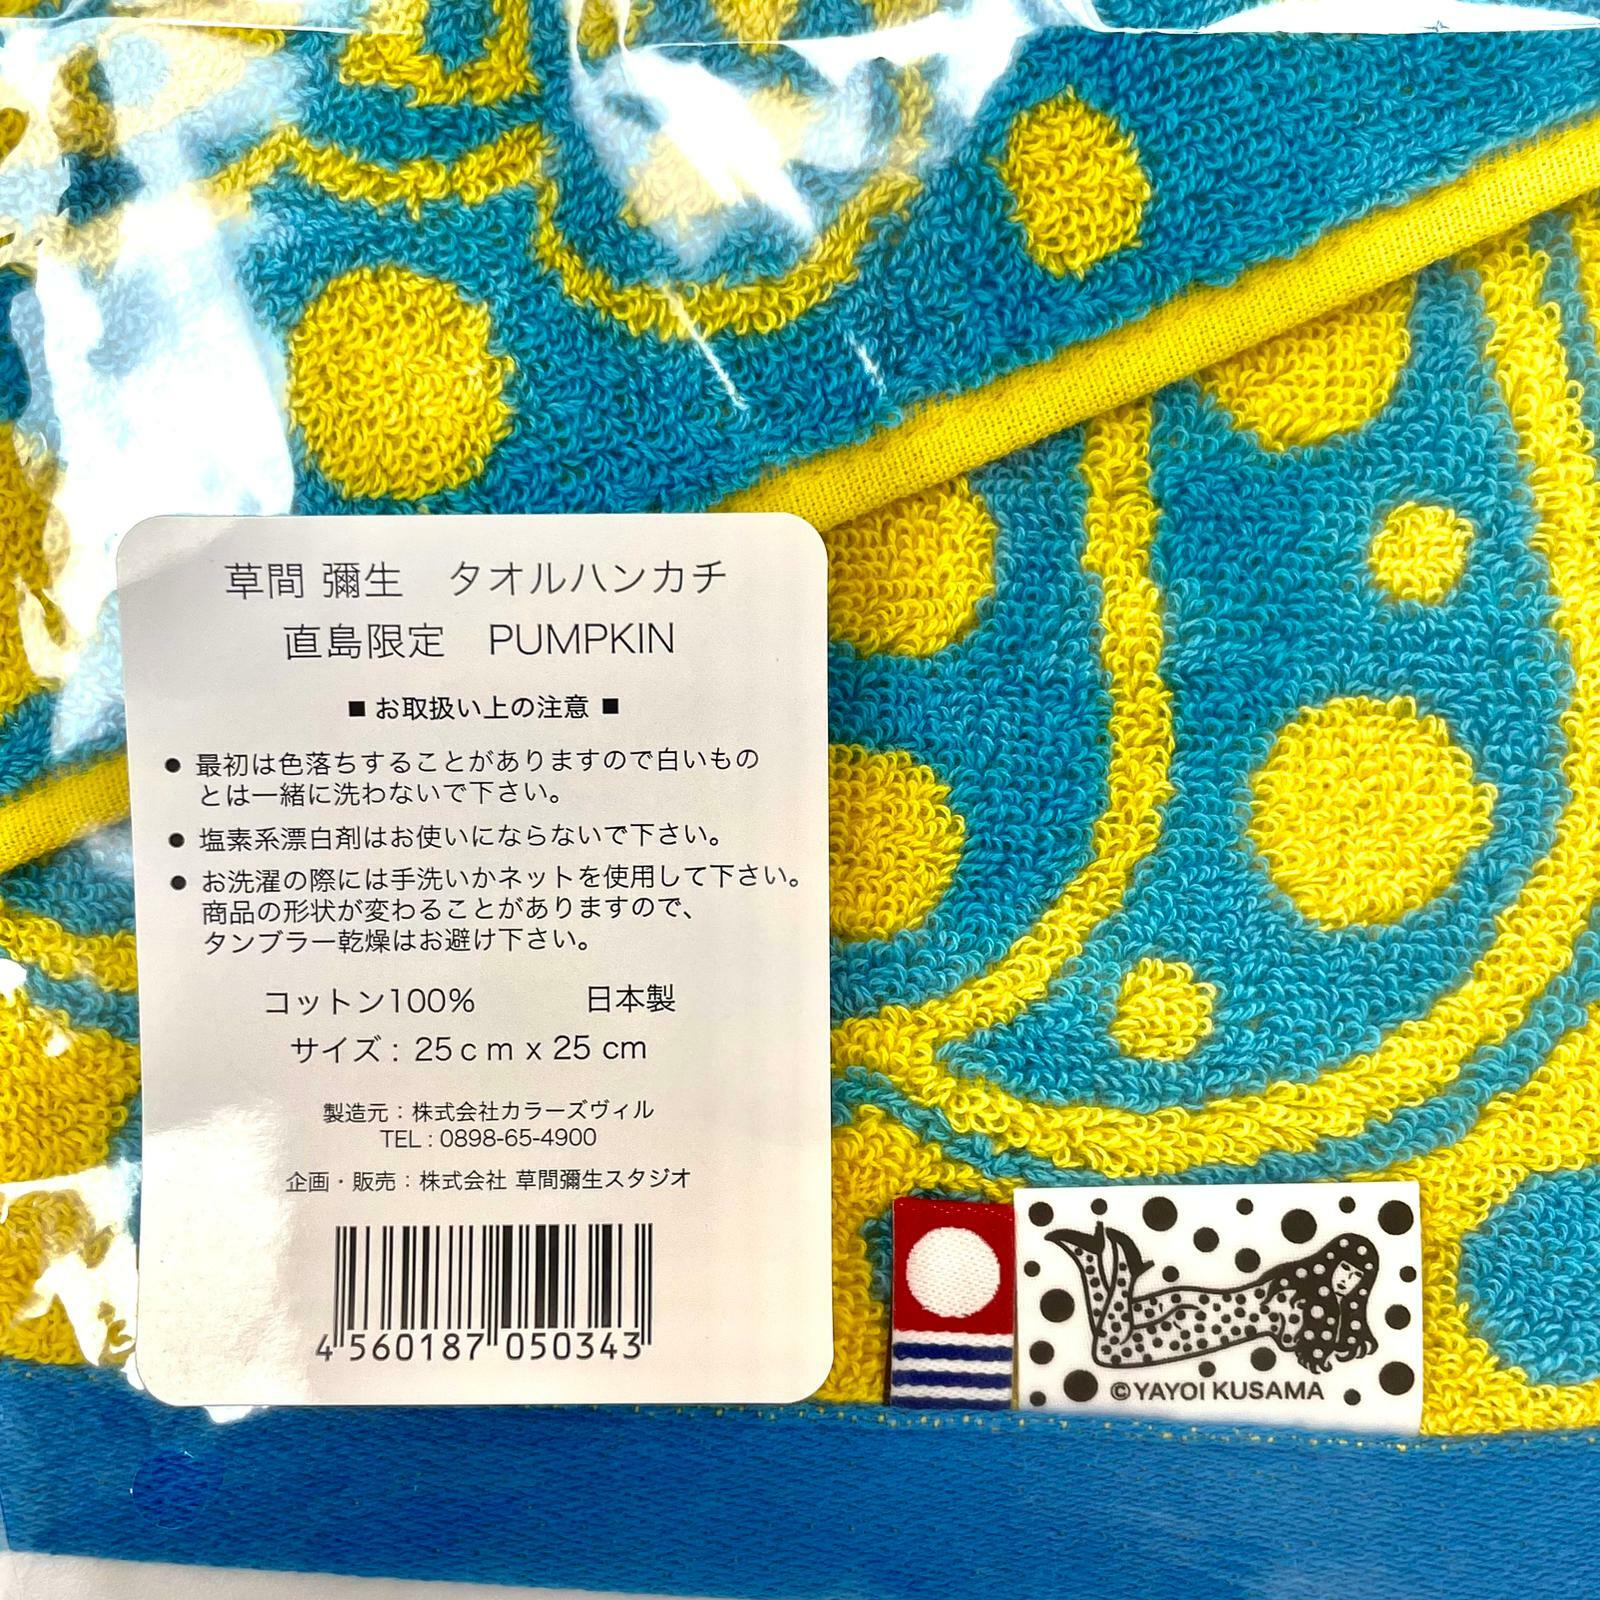 草間 彌生　タオルハンカチ
直島限定　PUMPKIN
■ お取扱い上の注意 ■
● 最初は色落ちすることがありますので白いもの
とは一緒に洗わないで下さい。
● 塩素系漂白剤はお使いにならないで下さい。
● お洗濯の際には手洗いかネットを使用して下さい。
商品の形状が変わることがありますので、
タンブラー乾燥はお避け下さい。
コットン100%　日本製
サイズ : 25cm x 25 cm
製造元 : 株式会社カラーズヴィル
TEL : 0898-65-4900
企画・販売 : 株式会社 草間彌生スタジオ
4 560187 050343
©YAYOI KUSAMA